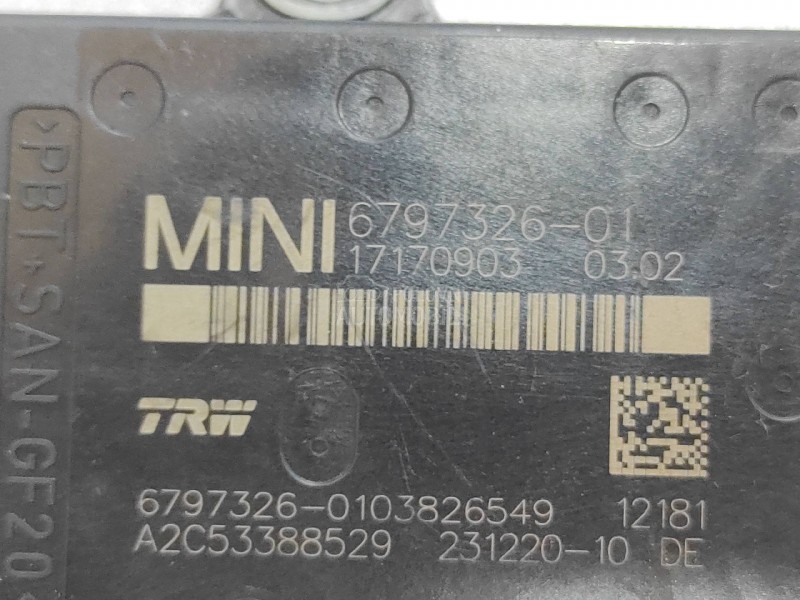 MINI 6797326-01
17170903 03.02
TRW
6797326-0103826549 12181
A2C53388529 231220-10 DE
>PBT+SAN-GF20<